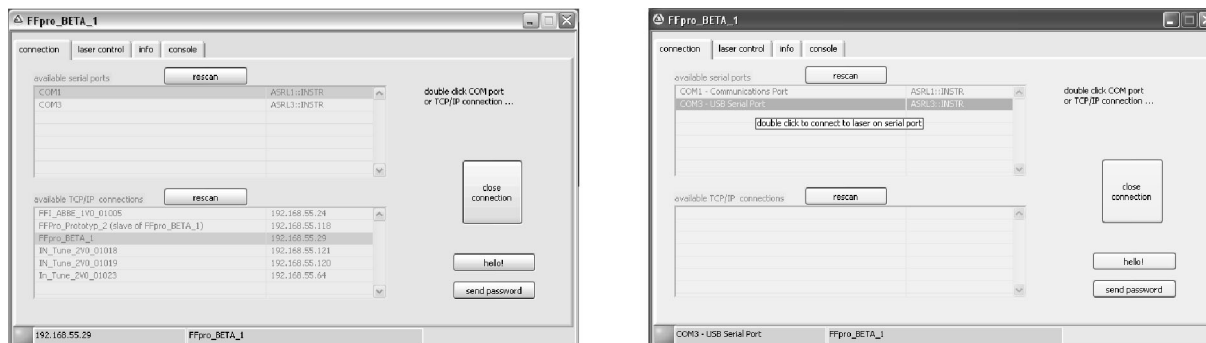 FFpro_BETA_1
connection laser control info console
available serial ports rescan
COM1 ASRL1::INSTR
COM3 ASRL3::INSTR
double click COM port
or TCP/IP connection ...
close
connection
available TCP/IP connections rescan
FFI_ABBE_1V0_01005 192.168.55.24
FFPro_Prototyp_2 (slave of FFpro_BETA_1) 192.168.55.118
FFpro_BETA_1 192.168.55.29
IN_Tune_2V0_01018 192.168.55.121
IN_Tune_2V0_01019 192.168.55.120
In_Tune_2V0_01023 192.168.55.64
hello!
send password
192.168.55.29 FFpro_BETA_1
FFpro_BETA_1
connection laser control info console
available serial ports rescan
COM1 - Communications Port ASRL1::INSTR
COM3 - USB Serial Port ASRL3::INSTR
double click to connect to laser on serial port
double click COM port
or TCP/IP connection ...
close
connection
available TCP/IP connections rescan
hello!
send password
COM3 - USB Serial Port FFpro_BETA_1